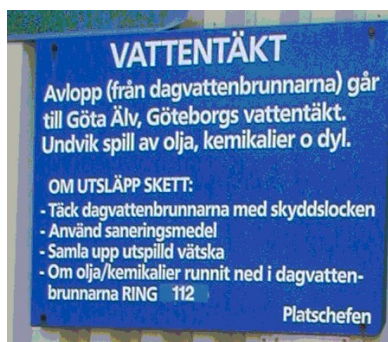 VATTENTÄKT
Avlopp (från dagvattenbrunnarna) går
till Göta Älv, Göteborgs vattentäkt.
Undvik spill av olja, kemikalier o dyl.
OM UTSLÄPP SKETT:
- Täck dagvattenbrunnarna med skyddslocken
- Använd saneringsmedel
- Samla upp utspilld vätska
- Om olja/kemikalier runnit ned i dagvatten-
brunnarna RING 112
Platschefen